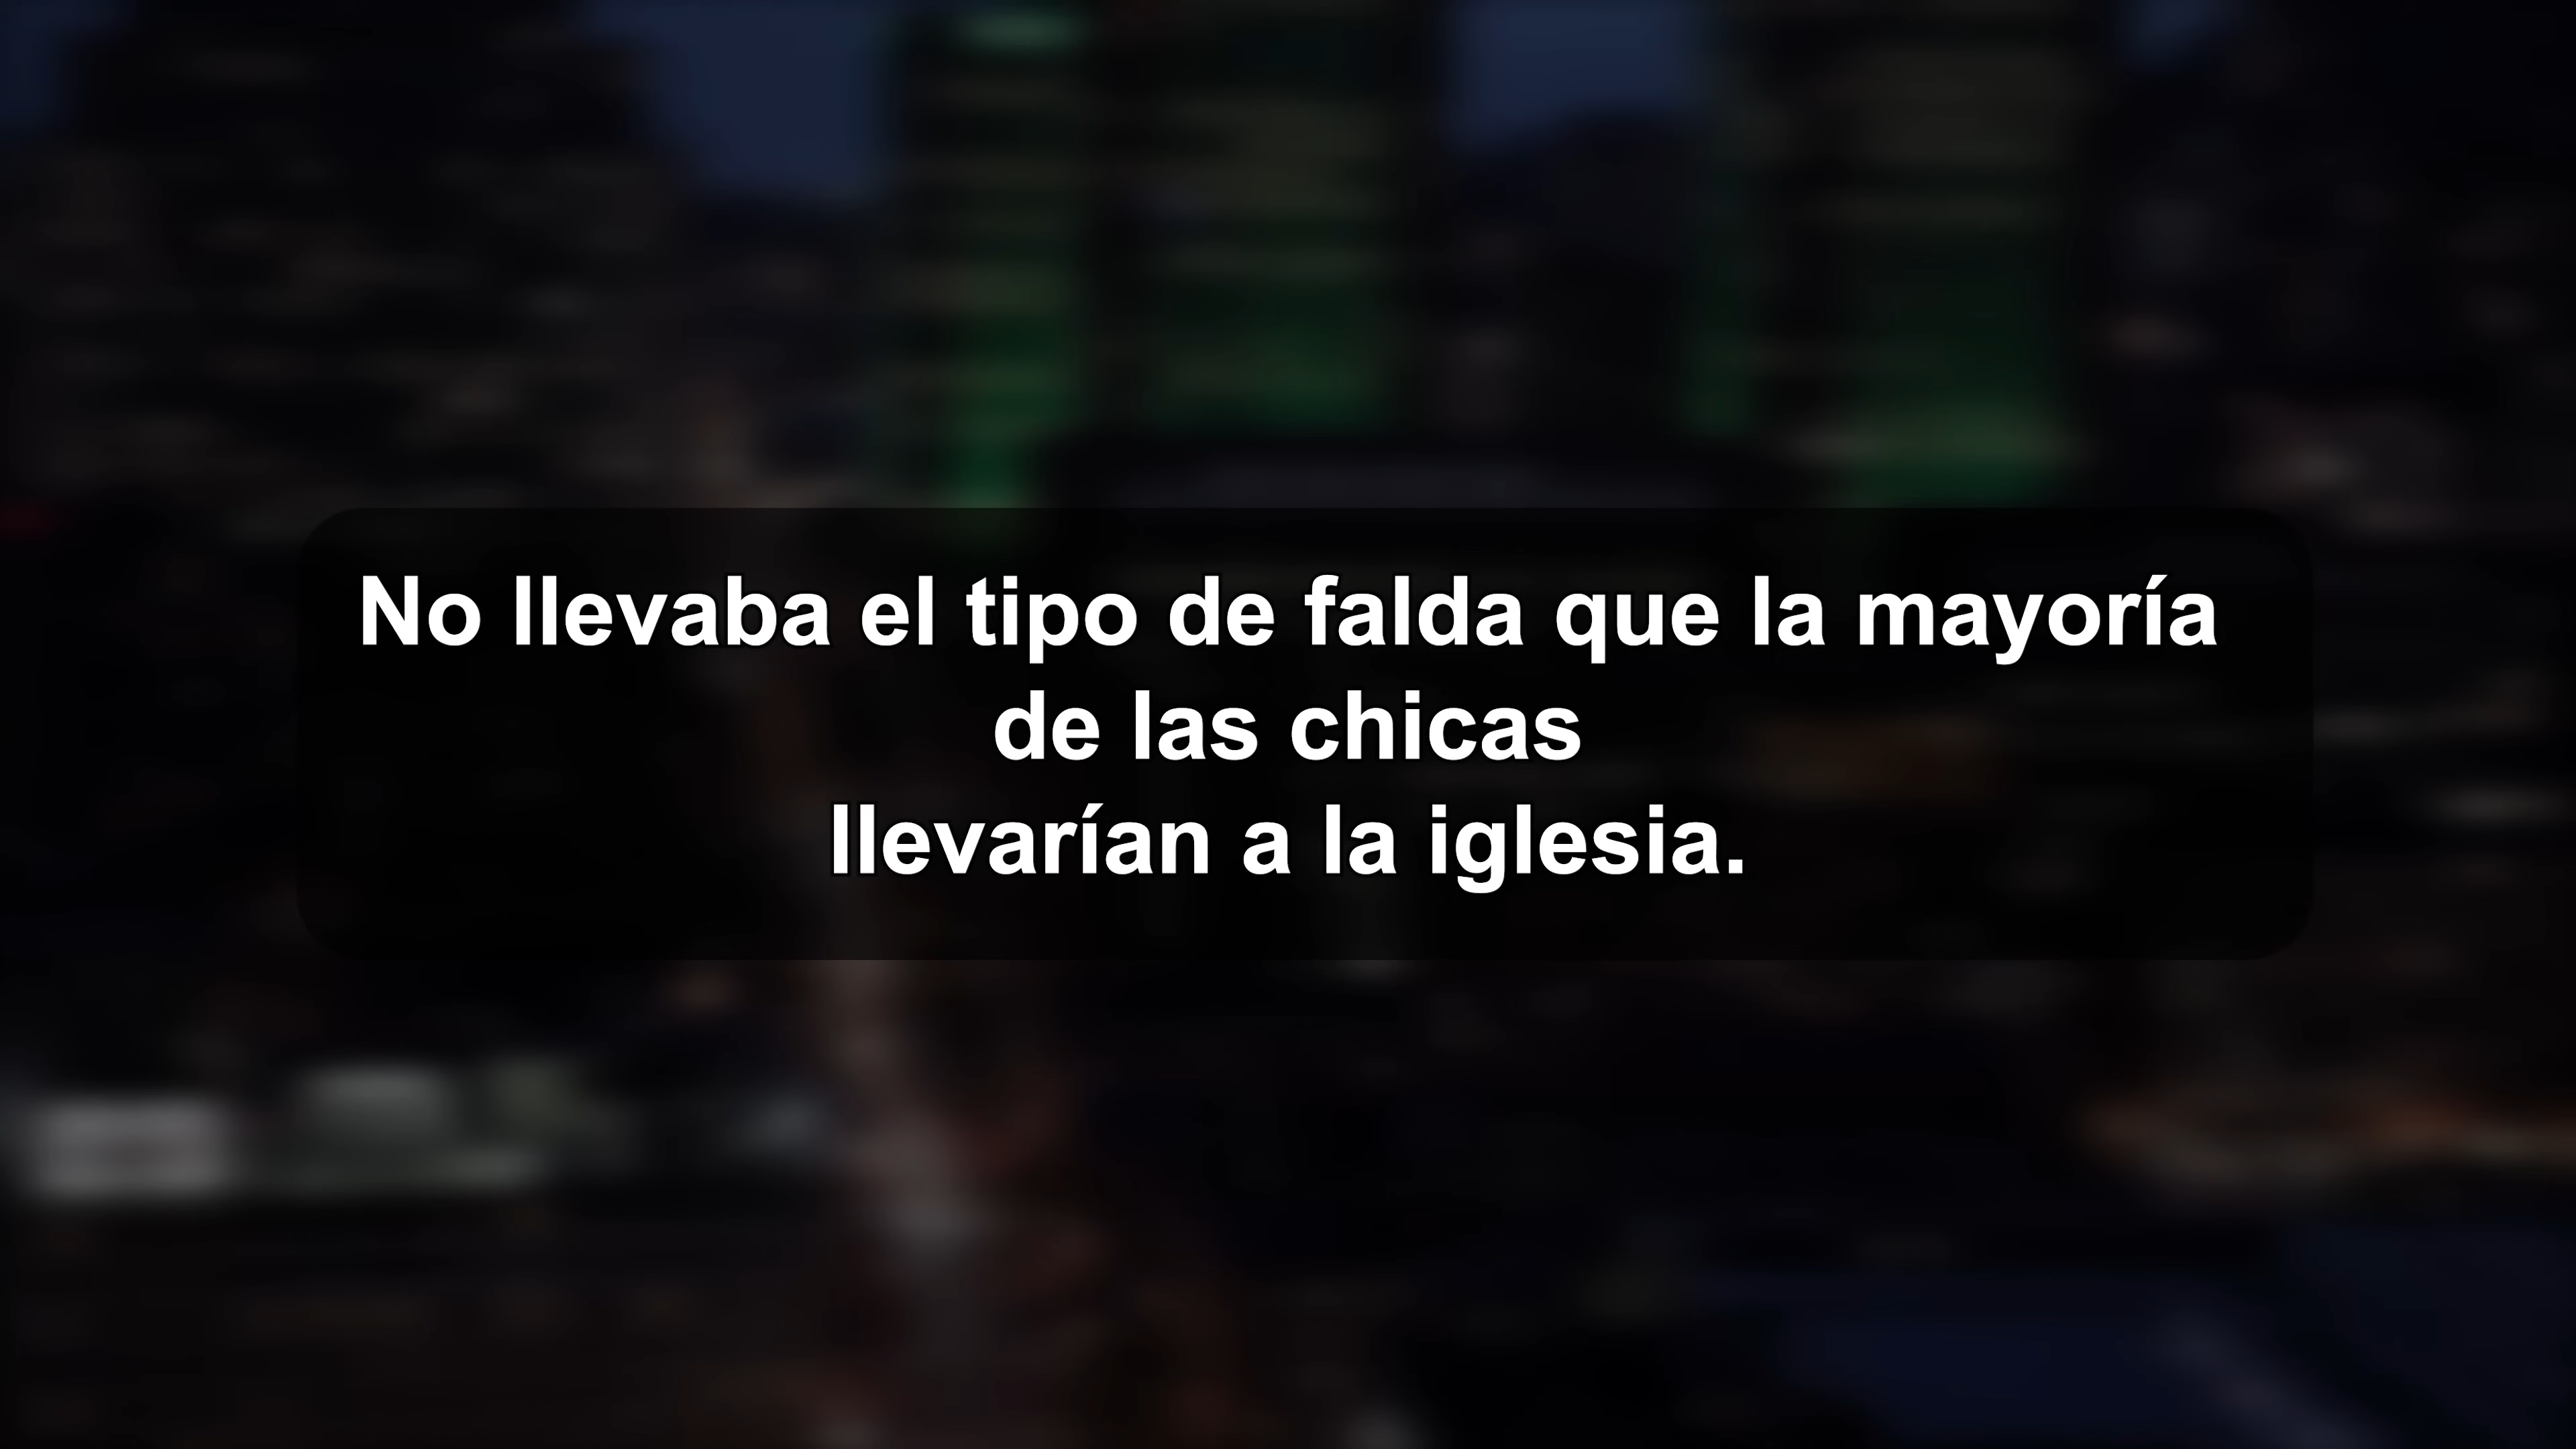 No llevaba el tipo de falda que la mayoría
de las chicas
llevarían a la iglesia.